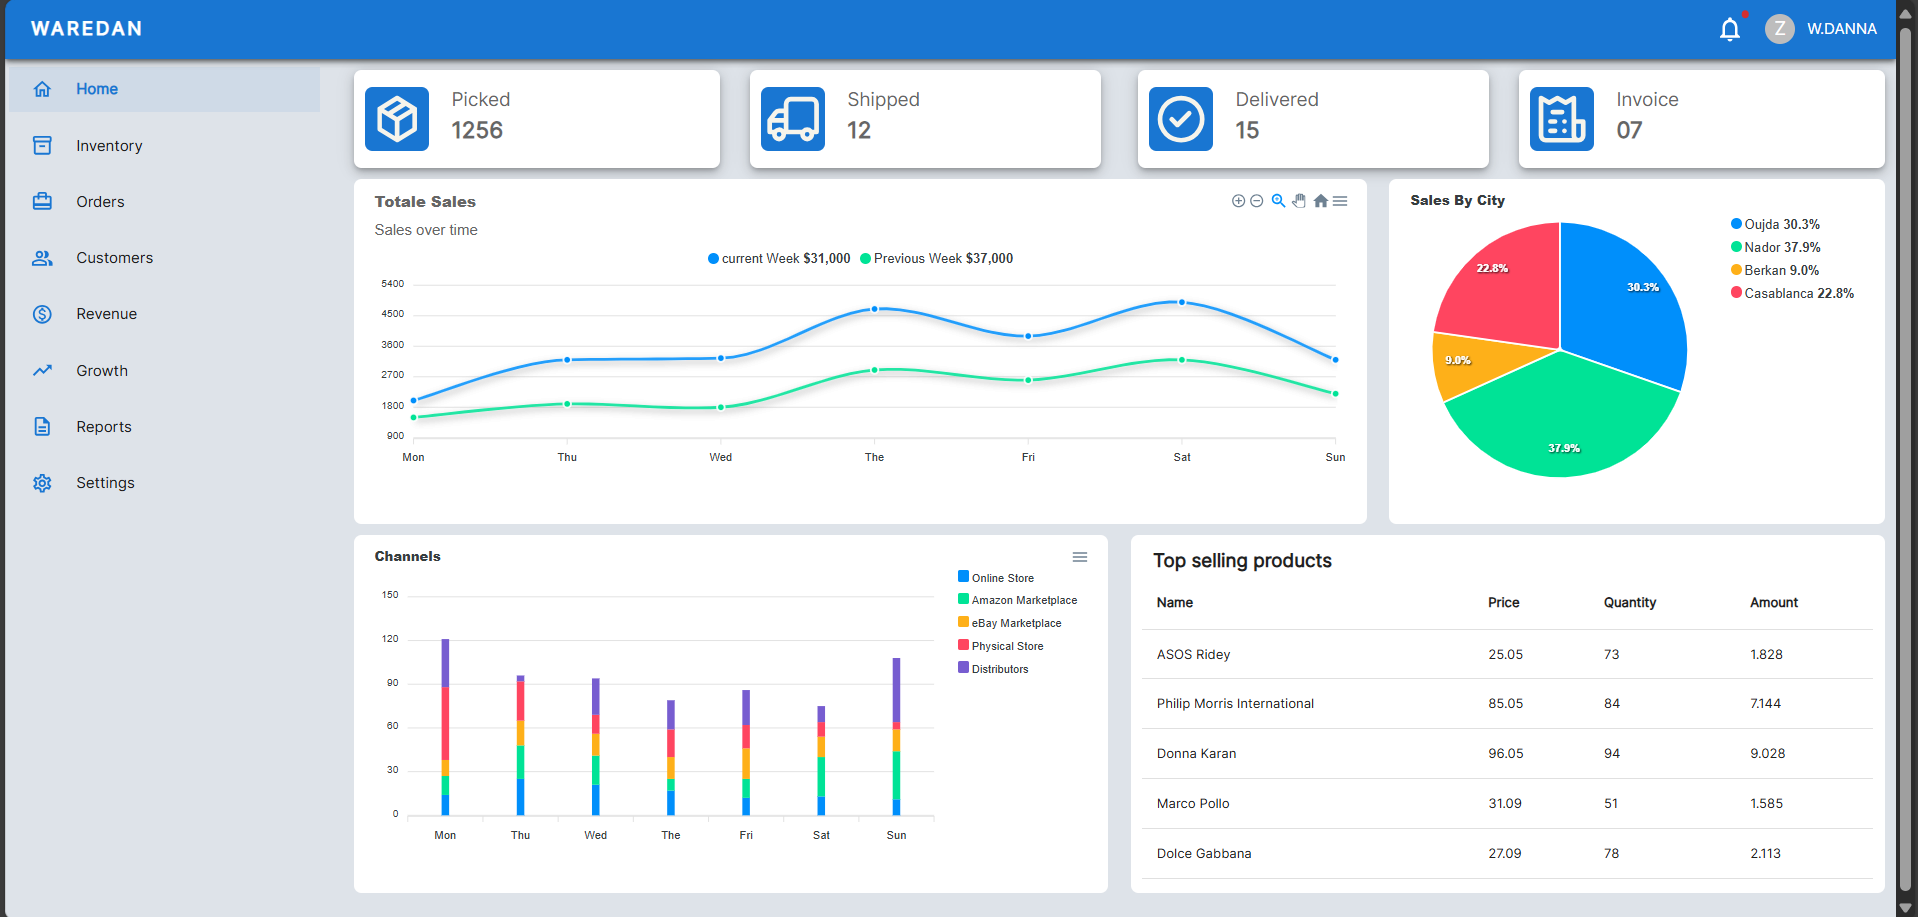 WAREDAN
Z W.DANNA
Home
Inventory
Orders
Customers
Revenue
Growth
Reports
Settings
Picked
1256
Shipped
12
Delivered
15
Invoice
07
Totale Sales
Sales over time
current Week $31,000 Previous Week $37,000
5400
4500
3600
2700
1800
900
Mon Thu Wed The Fri Sat Sun
Sales By City
30.3%
37.9%
9.0%
22.8%
Oujda 30.3%
Nador 37.9%
Berkan 9.0%
Casablanca 22.8%
Channels
150
120
90
60
30
0
Mon Thu Wed The Fri Sat Sun
Online Store
Amazon Marketplace
eBay Marketplace
Physical Store
Distributors
Top selling products
Name Price Quantity Amount
ASOS Ridey 25.05 73 1.828
Philip Morris International 85.05 84 7.144
Donna Karan 96.05 94 9.028
Marco Pollo 31.09 51 1.585
Dolce Gabbana 27.09 78 2.113